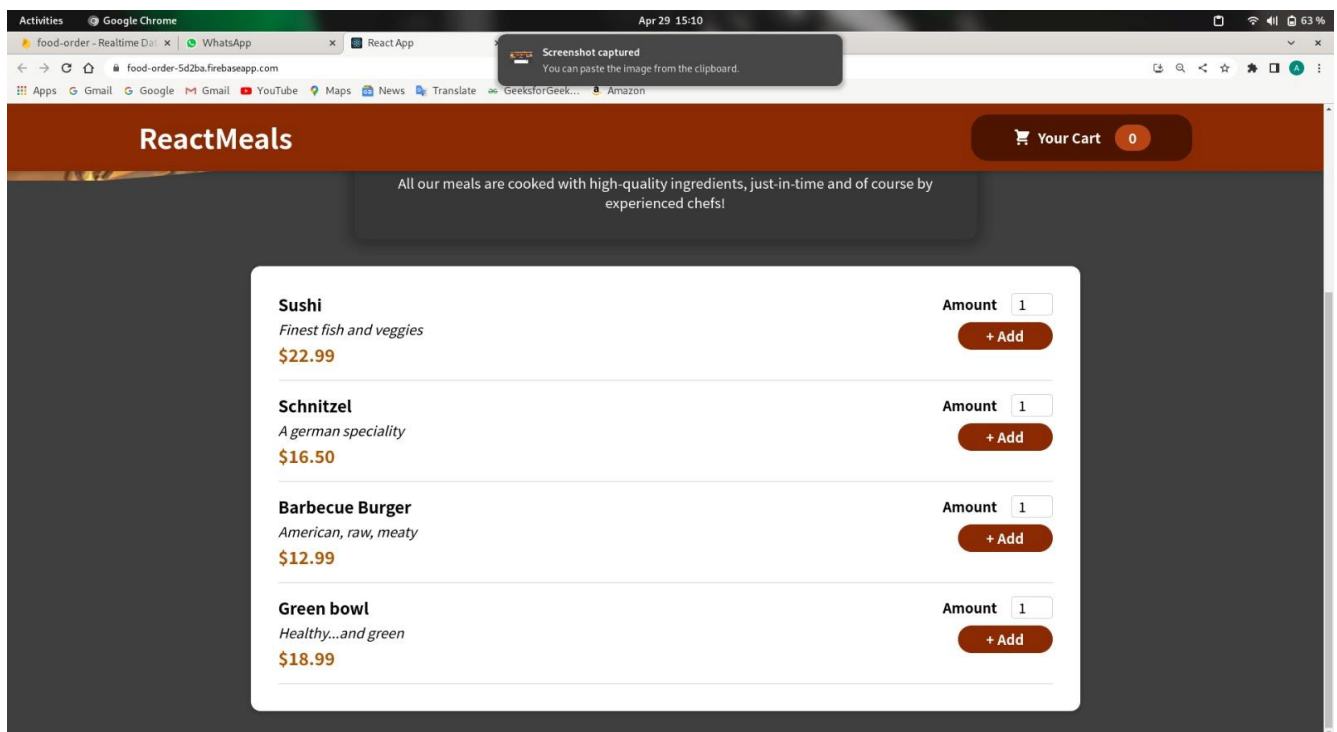 Activities Google Chrome Apr 29 15:10 63 %
food-order - Realtime Dat WhatsApp React App
Screenshot captured
You can paste the image from the clipboard.
food-order-5d2ba.firebaseapp.com
Apps Gmail Google Gmail YouTube Maps News Translate GeeksforGeek... Amazon
ReactMeals Your Cart 0
All our meals are cooked with high-quality ingredients, just-in-time and of course by
experienced chefs!
Sushi Amount 1
Finest fish and veggies + Add
$22.99
Schnitzel Amount 1
A german speciality + Add
$16.50
Barbecue Burger Amount 1
American, raw, meaty + Add
$12.99
Green bowl Amount 1
Healthy...and green + Add
$18.99